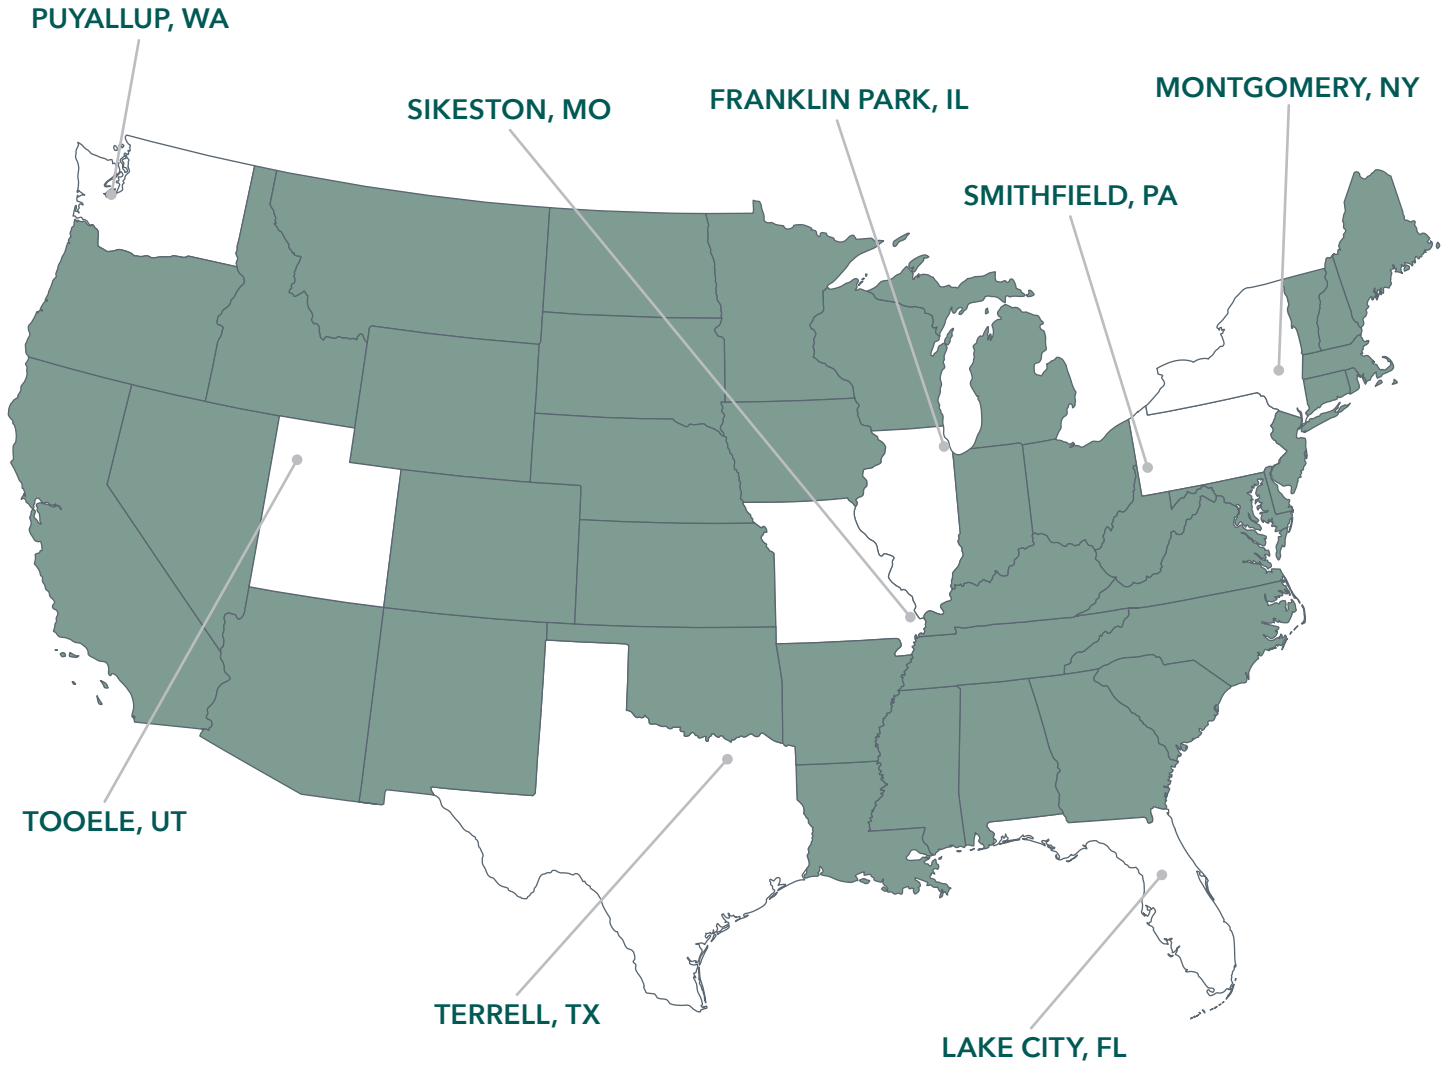 PUYALLUP, WA
SIKESTON, MO
FRANKLIN PARK, IL
MONTGOMERY, NY
SMITHFIELD, PA
TOOELE, UT
TERRELL, TX
LAKE CITY, FL